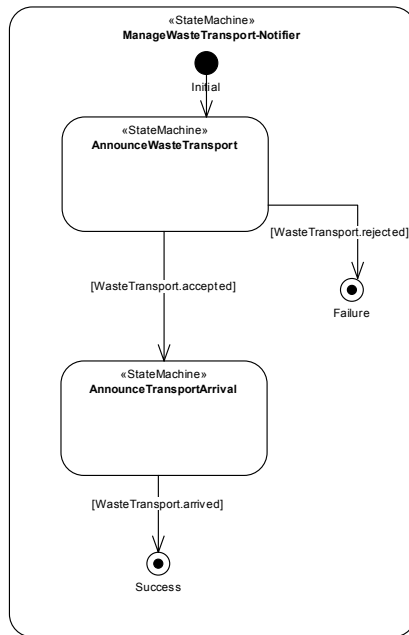 «StateMachine»
ManageWasteTransport-Notifier
Initial
«StateMachine»
AnnounceWasteTransport
[WasteTransport.rejected]
[WasteTransport.accepted]
Failure
«StateMachine»
AnnounceTransportArrival
[WasteTransport.arrived]
Success